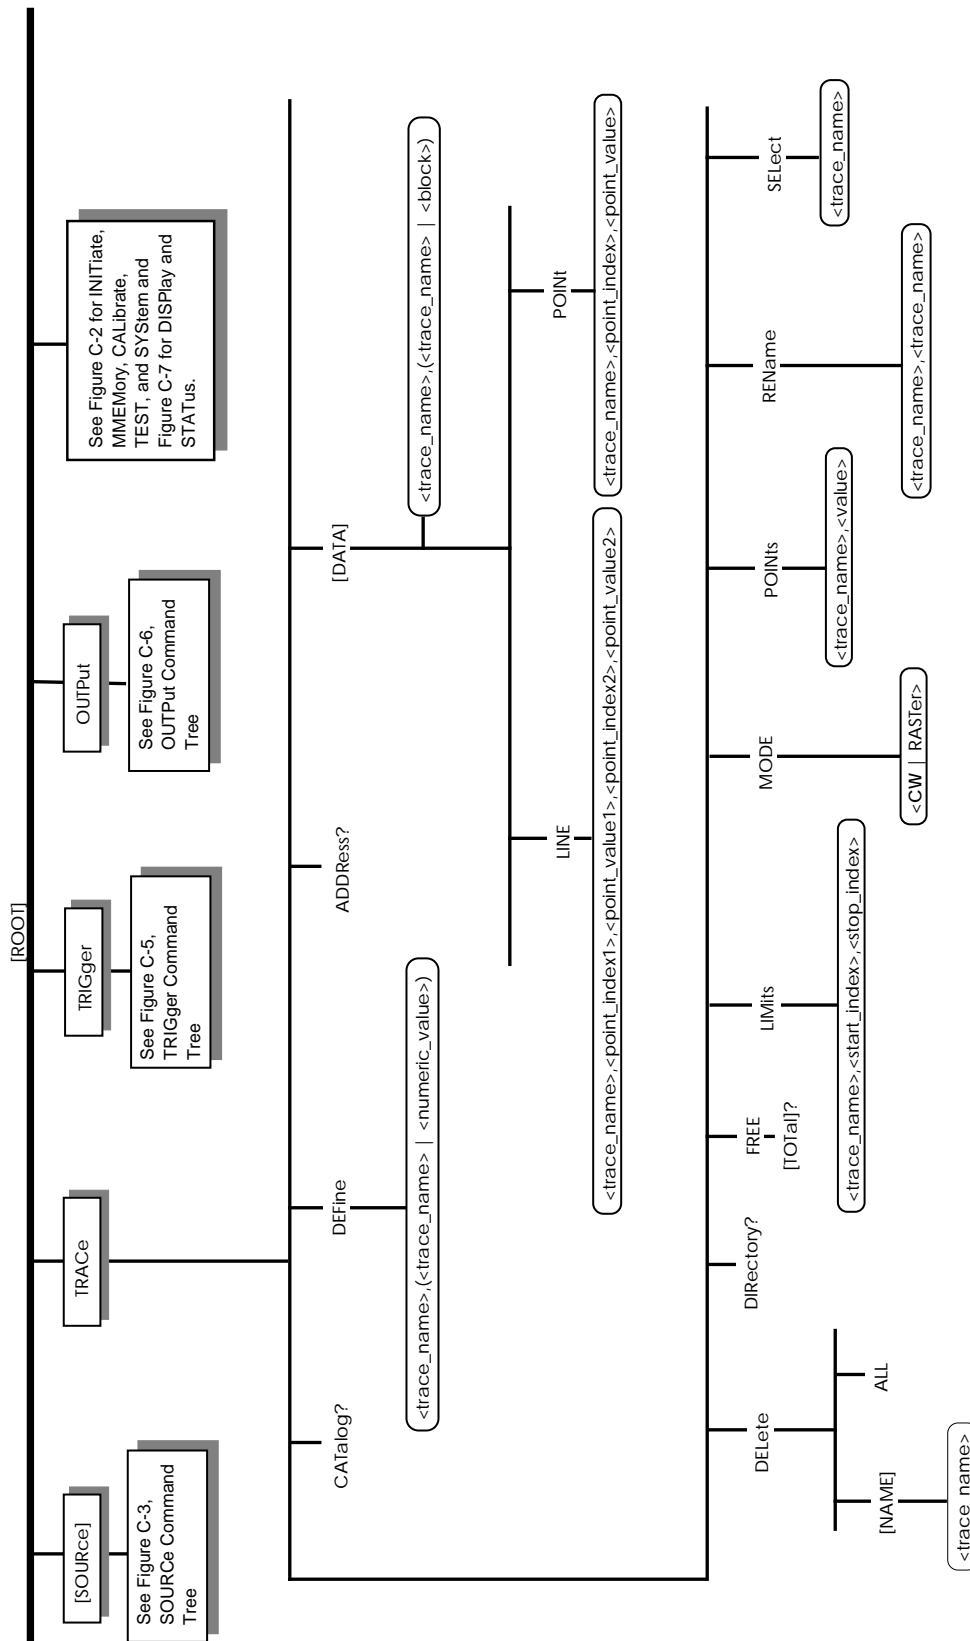 [ROOT]
[SOURce]
TRACe
TRIGger
OUTPut
See Figure C-2 for INITiate,
MMEMory, CALibrate,
TEST, and SYStem and
Figure C-7 for DISPlay and
STATus.
See Figure C-3,
SOURCe Command
Tree
See Figure C-5,
TRIGger Command
Tree
See Figure C-6,
OUTPut Command
Tree
CATalog?
DEFine
ADDRess?
[DATA]
<trace_name>,(<trace_name> | <numeric_value>)
<trace_name>,(<trace_name> | <block>)
LINE
POINt
<trace_name>,<point_index1>,<point_value1>,<point_index2>,<point_value2>
<trace_name>,<point_index>,<point_value>
DELete
DIRectory?
FREE
LIMits
MODE
POINts
REName
SELect
[TOTal]?
<trace_name>,<start_index>,<stop_index>
<CW | RASTer>
<trace_name>,<value>
<trace_name>,<trace_name>
<trace_name>
[NAME]
ALL
<trace name>